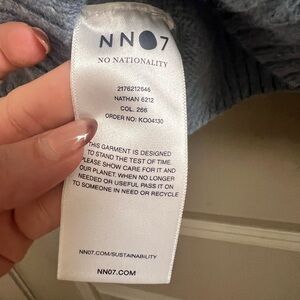 NN07
NO NATIONALITY
2176212646
NATHAN 6212
COL. 266
ORDER NO: KO04130
THIS GARMENT IS DESIGNED
TO STAND THE TEST OF TIME.
PLEASE SHOW CARE FOR IT AND
OUR PLANET. WHEN NO LONGER
NEEDED OR USEFUL PASS IT ON
TO SOMEONE IN NEED OR RECYCLE
NN07.COM/SUSTAINABILITY
NN07.COM